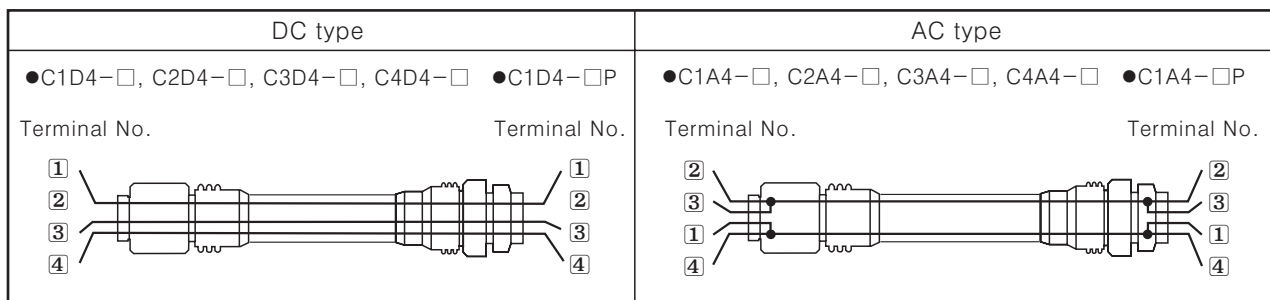 DC type
AC type
●C1D4-□, C2D4-□, C3D4-□, C4D4-□ ●C1D4-□P
●C1A4-□, C2A4-□, C3A4-□, C4A4-□ ●C1A4-□P
Terminal No. Terminal No.
Terminal No. Terminal No.
1 1
2 2
3 3
4 4
2 2
3 3
1 1
4 4